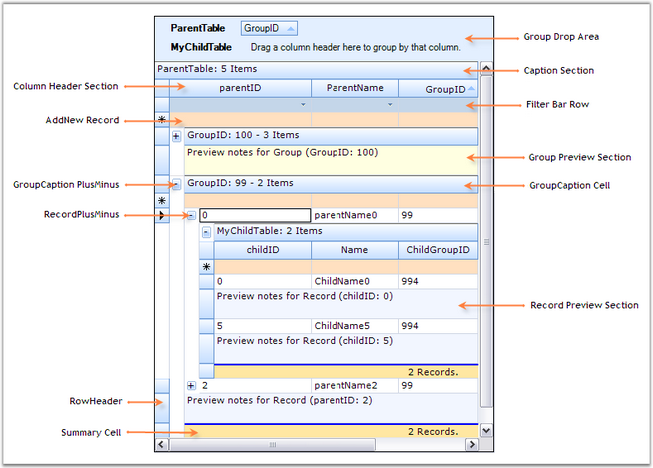 ParentTable GroupID
MyChildTable Drag a column header here to group by that column.
Group Drop Area
ParentTable: 5 Items
Caption Section
Column Header Section
parentID ParentName GroupID
Filter Bar Row
AddNew Record
GroupID: 100 - 3 Items
Preview notes for Group (GroupID: 100)
Group Preview Section
GroupCaption PlusMinus
GroupID: 99 - 2 Items
GroupCaption Cell
RecordPlusMinus
0 parentName0 99
MyChildTable: 2 Items
childID Name ChildGroupID
0 ChildName0 994
Preview notes for Record (childID: 0)
Record Preview Section
5 ChildName5 994
Preview notes for Record (childID: 5)
2 Records.
2 parentName2 99
RowHeader
Preview notes for Record (parentID: 2)
Summary Cell
2 Records.